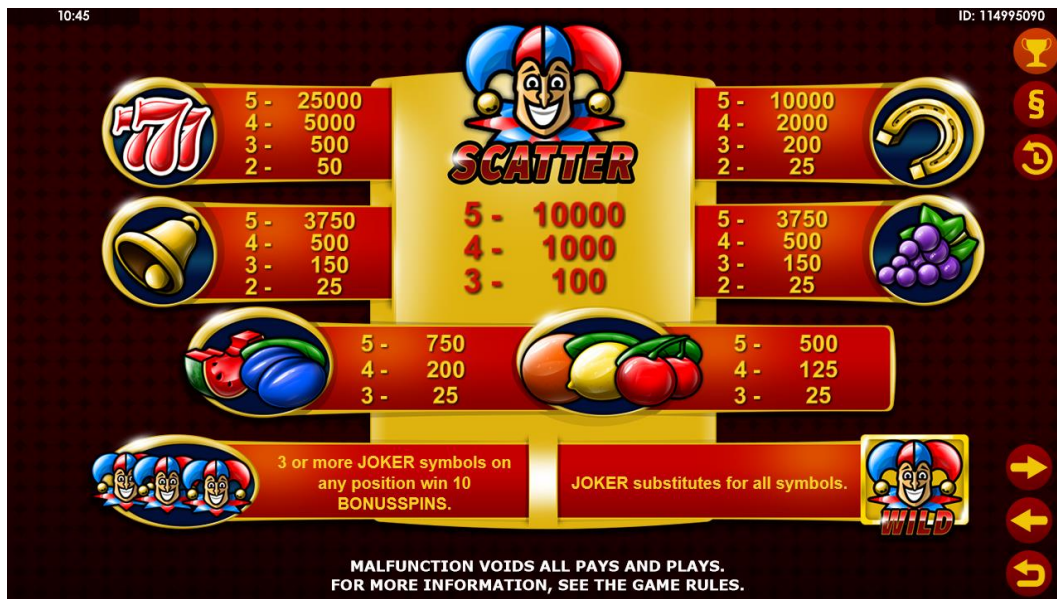 10:45
ID: 114995090
777
5 - 25000
4 - 5000
3 - 500
2 - 50
SCATTER
5 - 10000
4 - 1000
3 - 100
5 - 10000
4 - 2000
3 - 200
2 - 25
5 - 3750
4 - 500
3 - 150
2 - 25
5 - 3750
4 - 500
3 - 150
2 - 25
5 - 750
4 - 200
3 - 25
5 - 500
4 - 125
3 - 25
3 or more JOKER symbols on
any position win 10
BONUSSPINS.
JOKER substitutes for all symbols.
WILD
MALFUNCTION VOIDS ALL PAYS AND PLAYS.
FOR MORE INFORMATION, SEE THE GAME RULES.
§